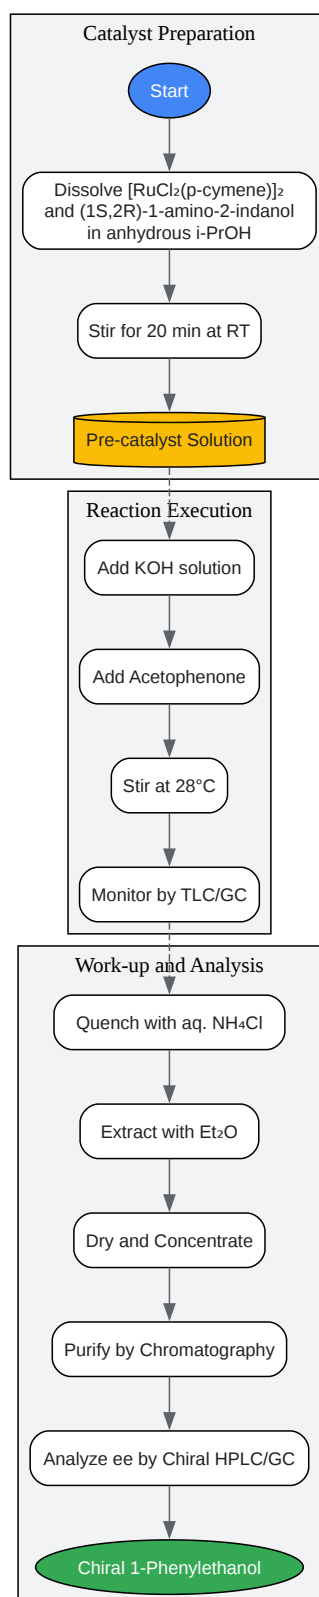 Catalyst Preparation
Start
Dissolve [RuCl₂(p-cymene)]₂
and (1S,2R)-1-amino-2-indanol
in anhydrous i-PrOH
Stir for 20 min at RT
Pre-catalyst Solution
Reaction Execution
Add KOH solution
Add Acetophenone
Stir at 28°C
Monitor by TLC/GC
Work-up and Analysis
Quench with aq. NH₄Cl
Extract with Et₂O
Dry and Concentrate
Purify by Chromatography
Analyze ee by Chiral HPLC/GC
Chiral 1-Phenylethanol